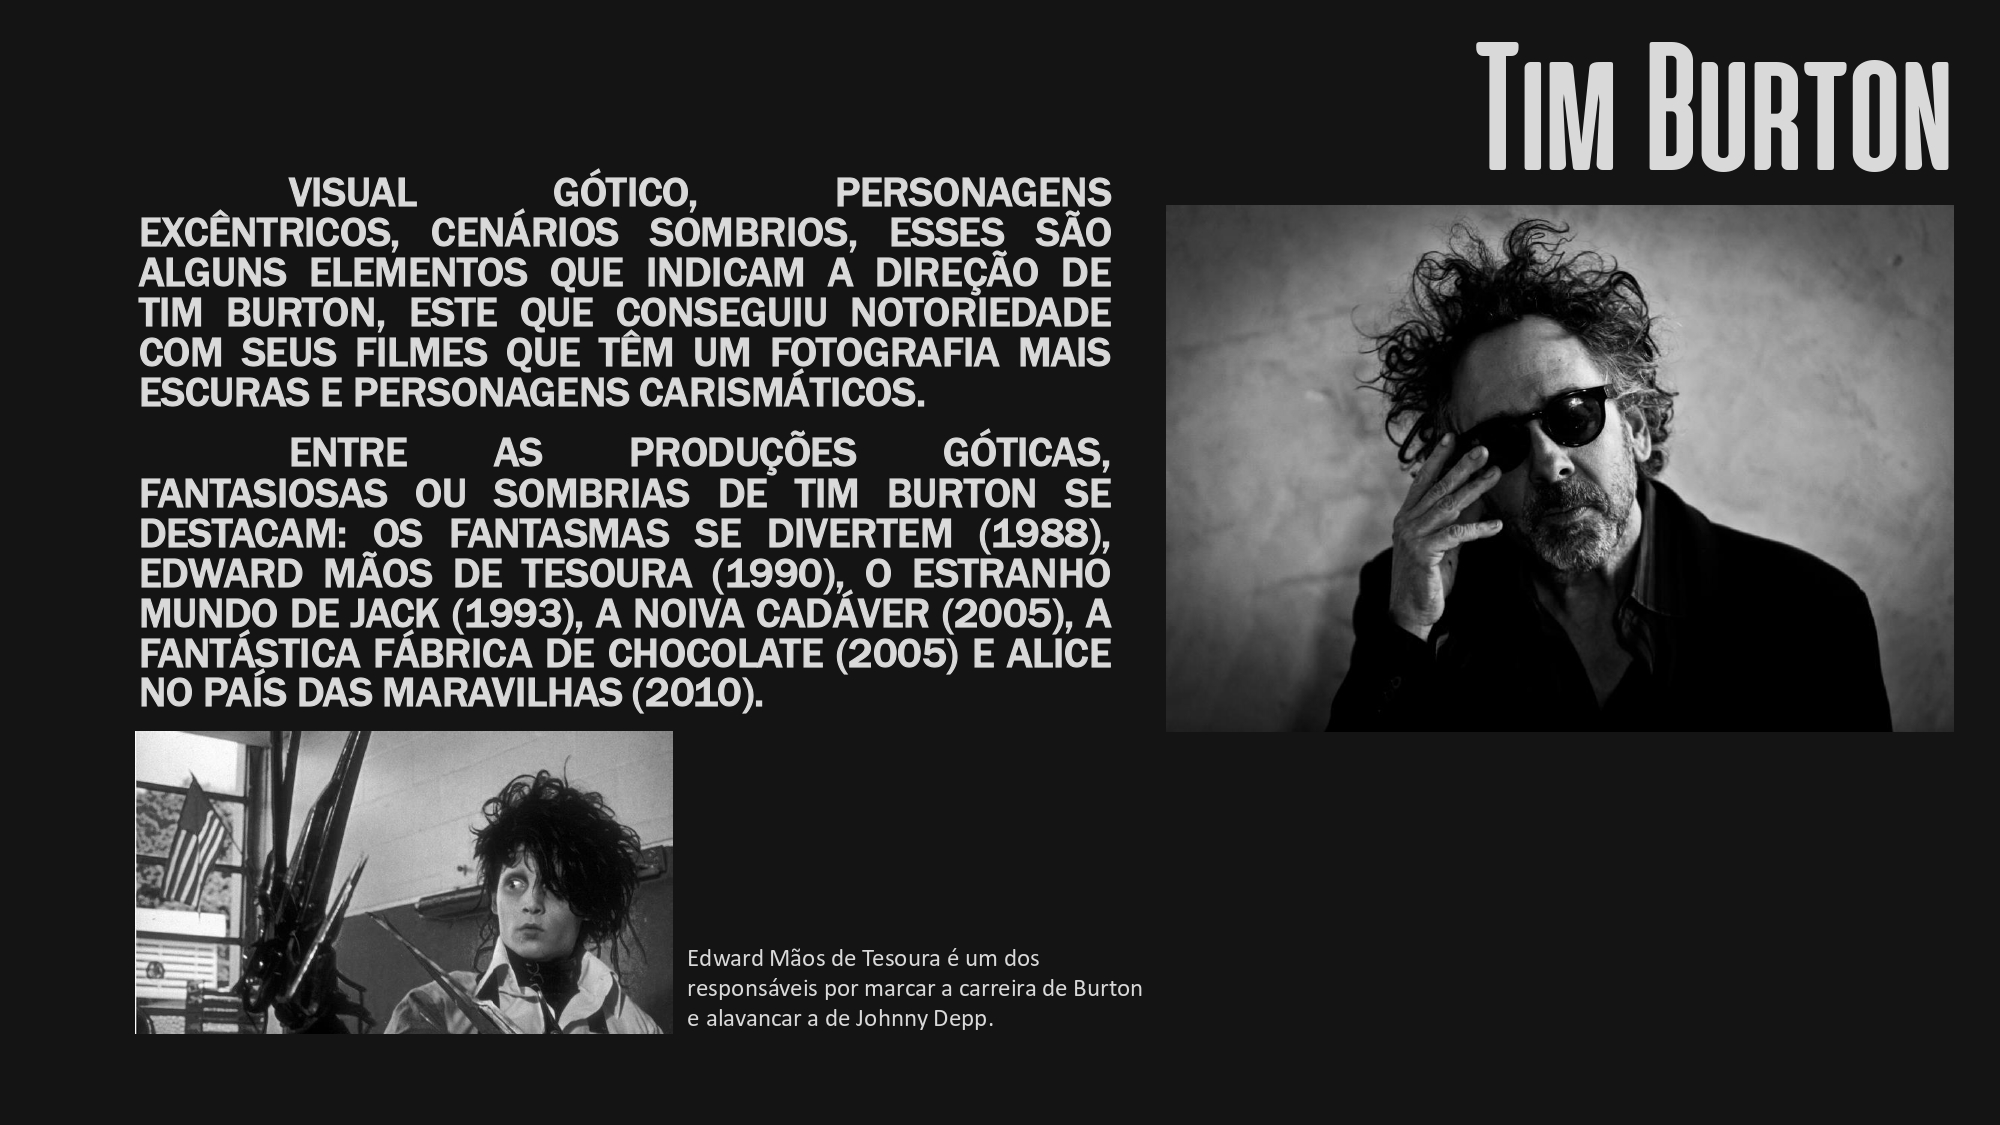 Tim Burton
VISUAL GÓTICO, PERSONAGENS
EXCÊNTRICOS, CENÁRIOS SOMBRIOS, ESSES SÃO
ALGUNS ELEMENTOS QUE INDICAM A DIREÇÃO DE
TIM BURTON, ESTE QUE CONSEGUIU NOTORIEDADE
COM SEUS FILMES QUE TÊM UM FOTOGRAFIA MAIS
ESCURAS E PERSONAGENS CARISMÁTICOS.
ENTRE AS PRODUÇÕES GÓTICAS,
FANTASIOSAS OU SOMBRIAS DE TIM BURTON SE
DESTACAM: OS FANTASMAS SE DIVERTEM (1988),
EDWARD MÃOS DE TESOURA (1990), O ESTRANHO
MUNDO DE JACK (1993), A NOIVA CADÁVER (2005), A
FANTÁSTICA FÁBRICA DE CHOCOLATE (2005) E ALICE
NO PAÍS DAS MARAVILHAS (2010).
Edward Mãos de Tesoura é um dos
responsáveis por marcar a carreira de Burton
e alavancar a de Johnny Depp.